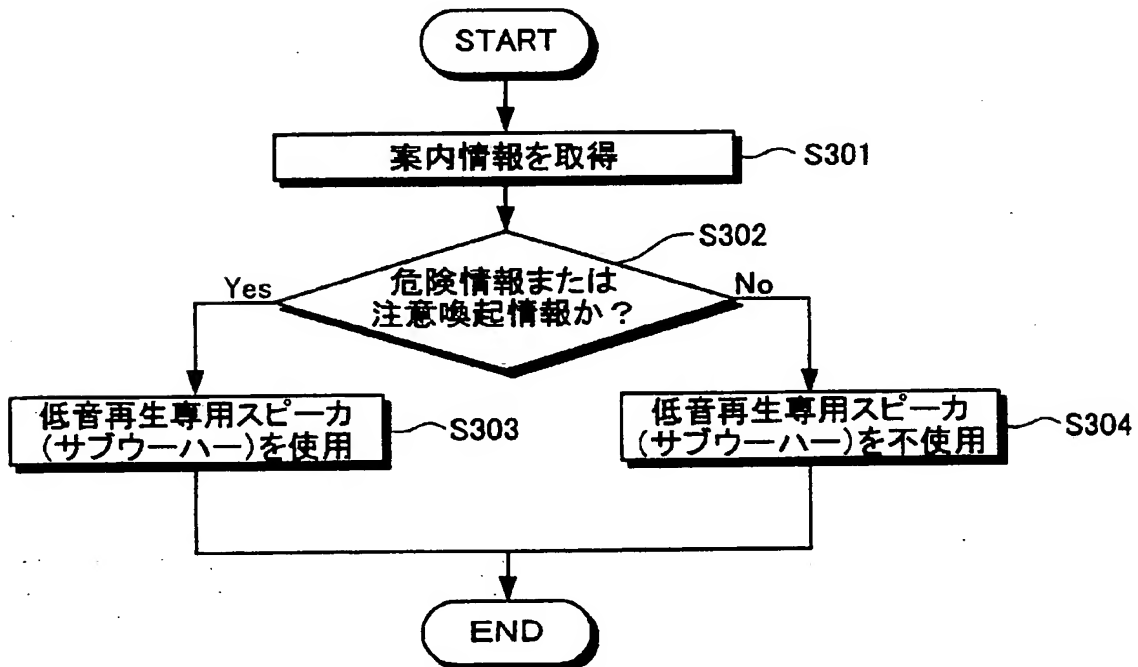 START
案内情報を取得
S301
S302
危険情報または
注意喚起情報か？
Yes
No
低音再生専用スピーカ
(サブウーハー)を使用
S303
低音再生専用スピーカ
(サブウーハー)を不使用
S304
END